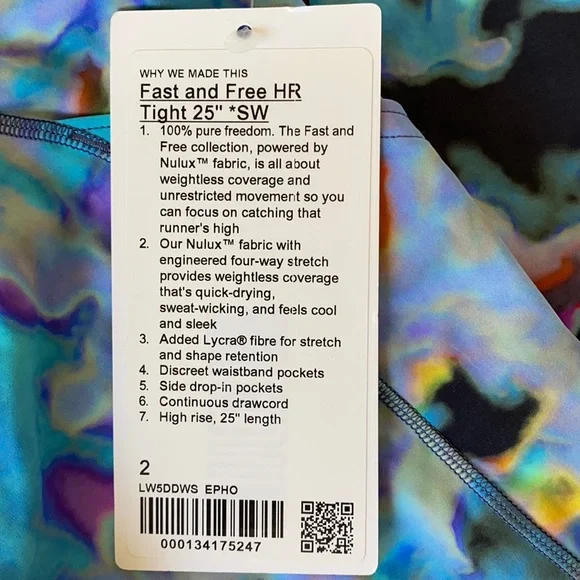 WHY WE MADE THIS
Fast and Free HR
Tight 25" *SW
1. 100% pure freedom. The Fast and
Free collection, powered by
Nulux™ fabric, is all about
weightless coverage and
unrestricted movement so you
can focus on catching that
runner's high
2. Our Nulux™ fabric with
engineered four-way stretch
provides weightless coverage
that's quick-drying,
sweat-wicking, and feels cool
and sleek
3. Added Lycra® fibre for stretch
and shape retention
4. Discreet waistband pockets
5. Side drop-in pockets
6. Continuous drawcord
7. High rise, 25" length
2
LW5DDWS EPHO
000134175247